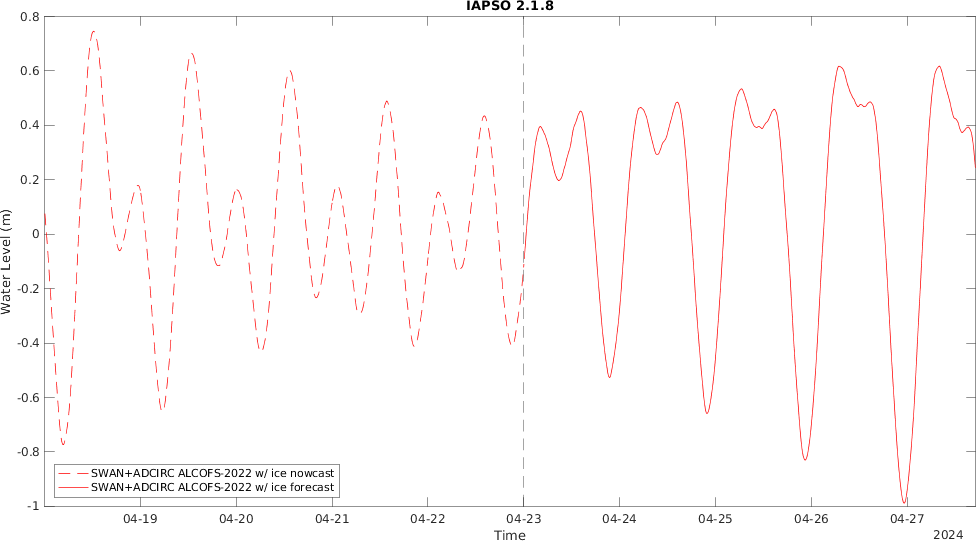 IAPSO 2.1.8
0.8
0.6
0.4
0.2
0
-0.2
-0.4
-0.6
-0.8
-1
Water Level (m)
SWAN+ADCIRC ALCOFS-2022 w/ ice nowcast
SWAN+ADCIRC ALCOFS-2022 w/ ice forecast
04-19 04-20 04-21 04-22 04-23 04-24 04-25 04-26 04-27
Time
2024